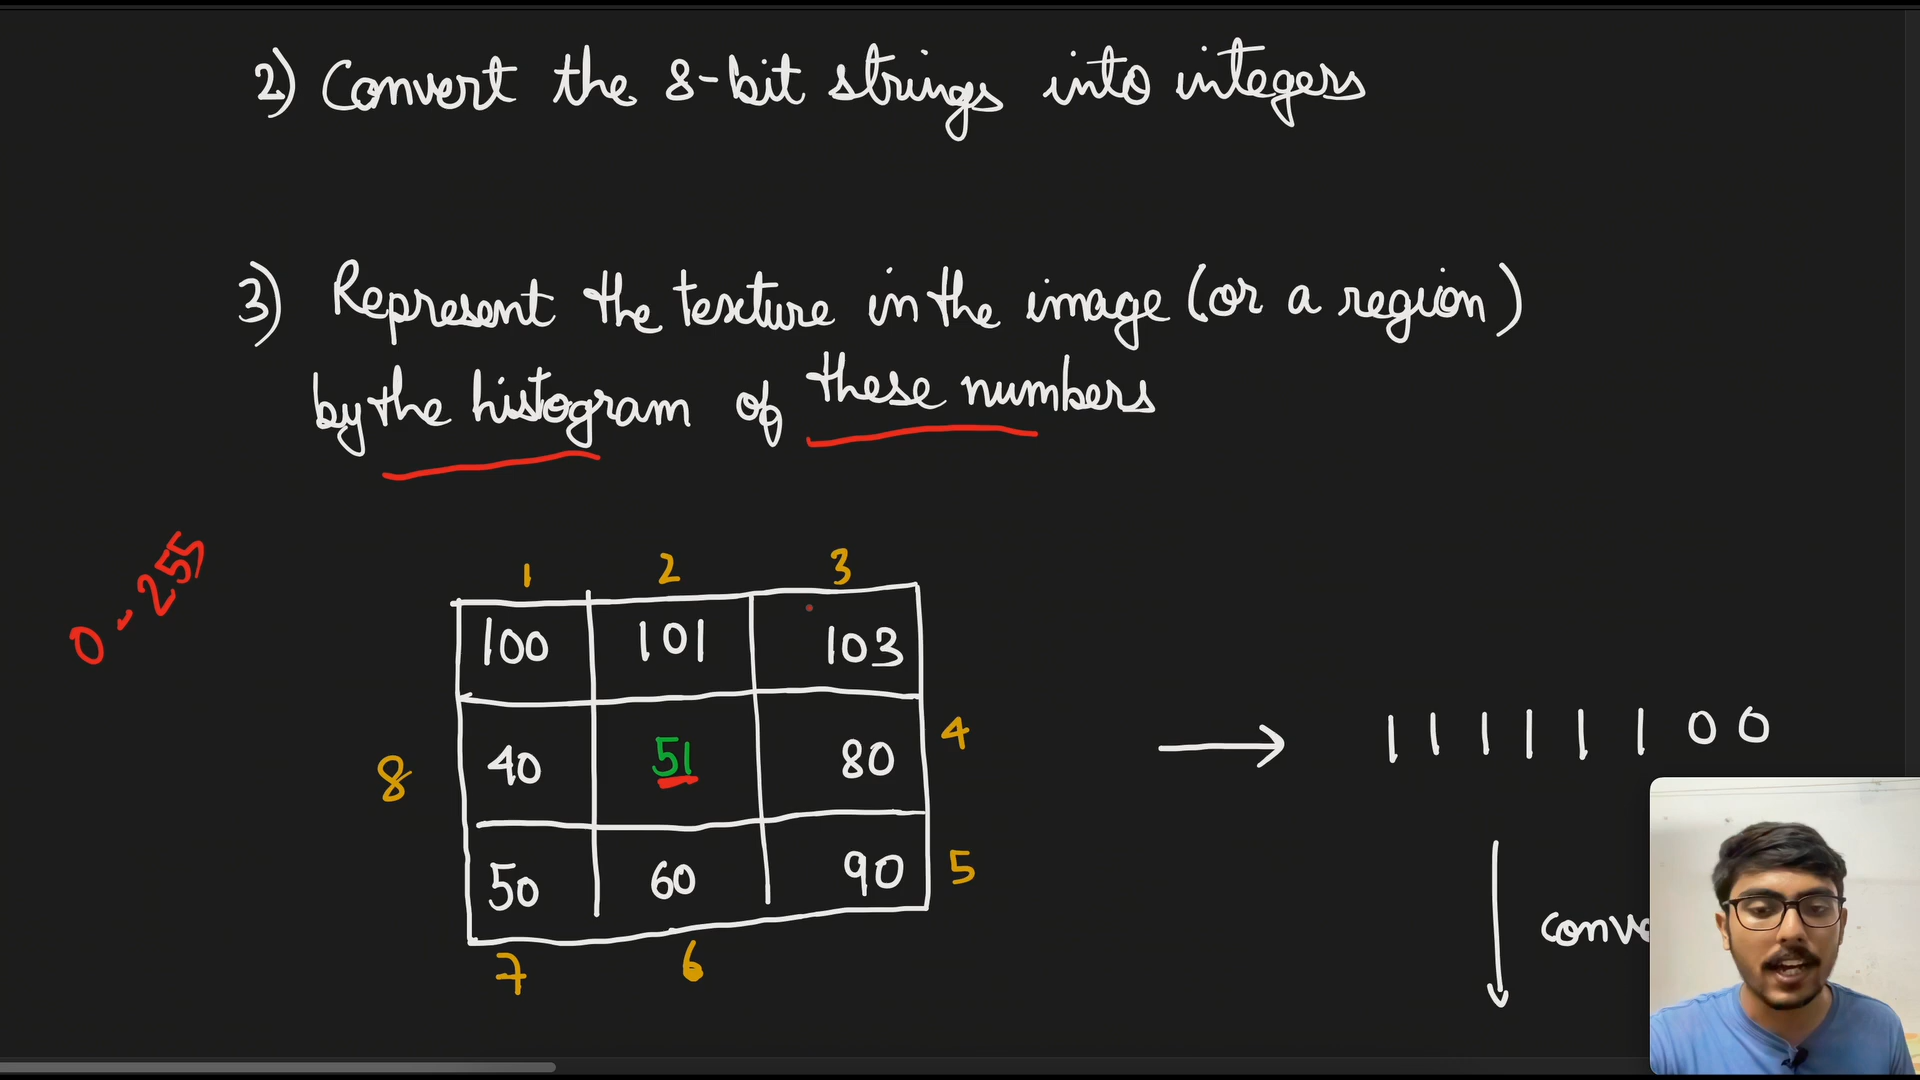 2) Convert the 8-bit strings into integers
3) Represent the texture in the image (or a region)
by the histogram of these numbers
0 - 255
1 2 3
100 101 103
8 40 51 80 4
50 60 90 5
7 6
1 1 1 1 1 1 0 0